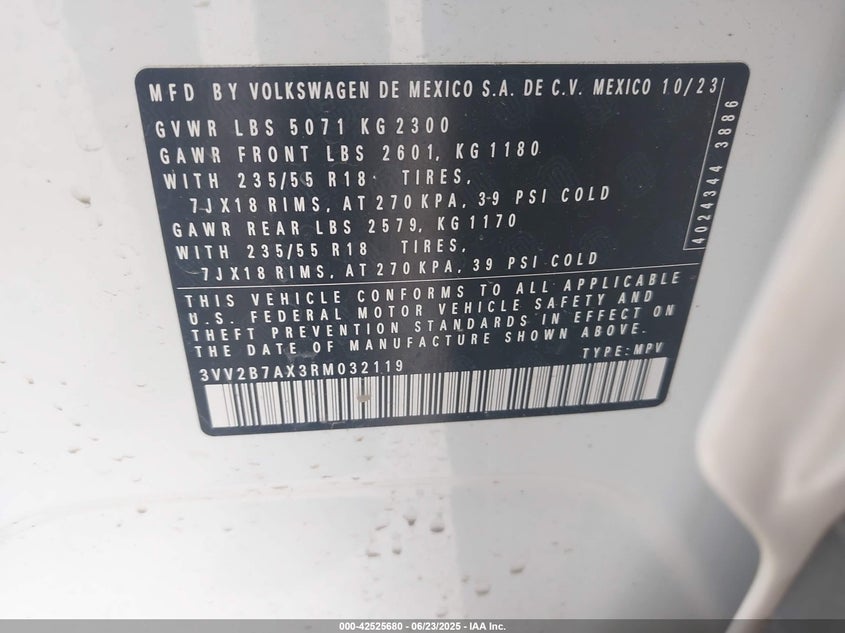 MFD BY VOLKSWAGEN DE MEXICO S.A. DE C.V. MEXICO 10/23
GVWR LBS 5071 KG 2300
GAWR FRONT LBS 2601, KG 1180
WITH 235/55 R18 TIRES,
7JX18 RIMS, AT 270 KPA, 39 PSI COLD
GAWR REAR LBS 2579, KG 1170
WITH 235/55 R18 TIRES,
7JX18 RIMS, AT 270 KPA, 39 PSI COLD
4024344 3886
THIS VEHICLE CONFORMS TO ALL APPLICABLE
U.S. FEDERAL MOTOR VEHICLE SAFETY AND
THEFT PREVENTION STANDARDS IN EFFECT ON
THE DATE OF MANUFACTURE SHOWN ABOVE.
3VV2B7AX3RM032119 TYPE: MPV
000-42525680 - 06/23/2025 - IAA Inc.